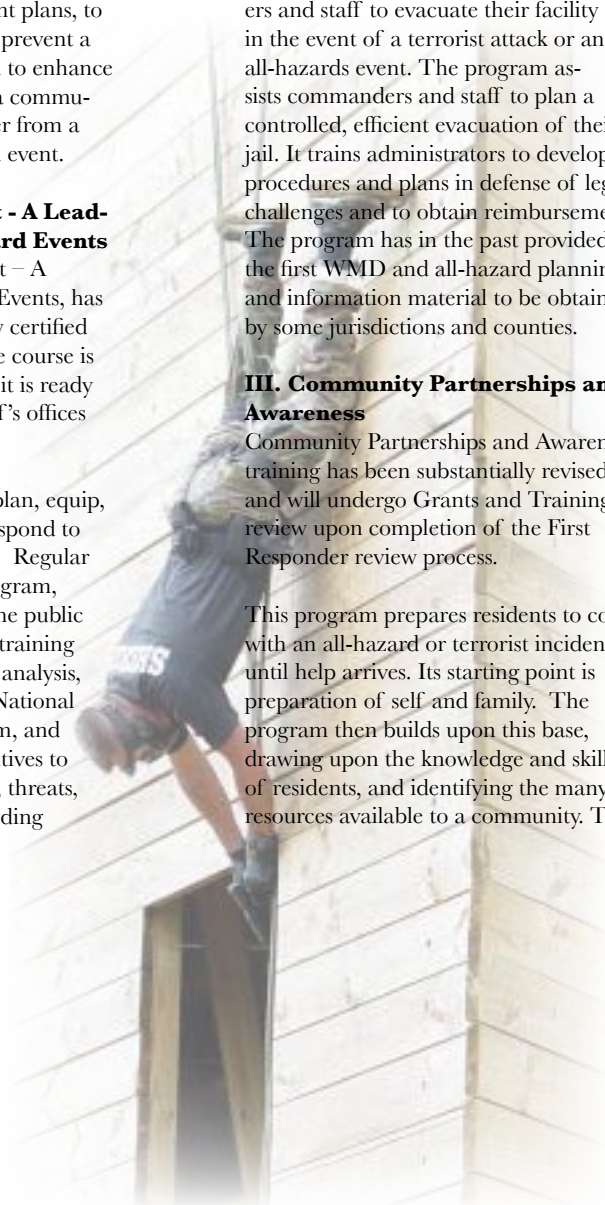 nt plans, to
prevent a
to enhance
a commu-
er from a
event.
t - A Lead-
rd Events
t – A
Events, has
y certified
e course is
it is ready
f's offices
plan, equip,
spond to
Regular
gram,
he public
training
analysis,
National
m, and
tives to
threats,
ding
ers and staff to evacuate their facility
in the event of a terrorist attack or an
all-hazards event. The program as-
sists commanders and staff to plan a
controlled, efficient evacuation of thei
jail. It trains administrators to develop
procedures and plans in defense of leg
challenges and to obtain reimburseme
The program has in the past provided
the first WMD and all-hazard plannin
and information material to be obtain
by some jurisdictions and counties.
III. Community Partnerships an
Awareness
Community Partnerships and Awaren
training has been substantially revised
and will undergo Grants and Training
review upon completion of the First
Responder review process.
This program prepares residents to co
with an all-hazard or terrorist inciden
until help arrives. Its starting point is
preparation of self and family. The
program then builds upon this base,
drawing upon the knowledge and skill
of residents, and identifying the many
resources available to a community. T